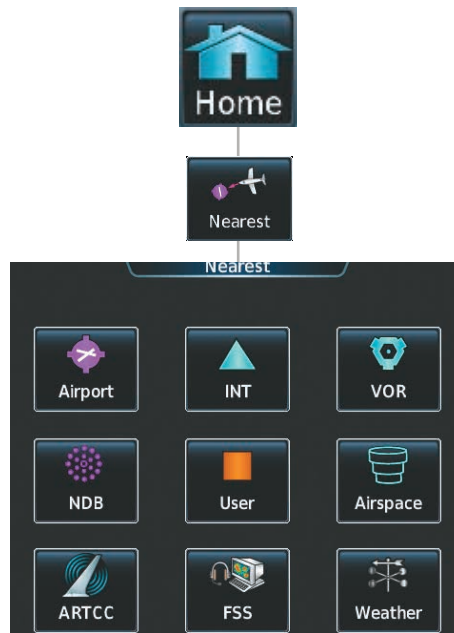 Home
Nearest
Nearest
Airport
INT
VOR
NDB
User
Airspace
ARTCC
FSS
Weather